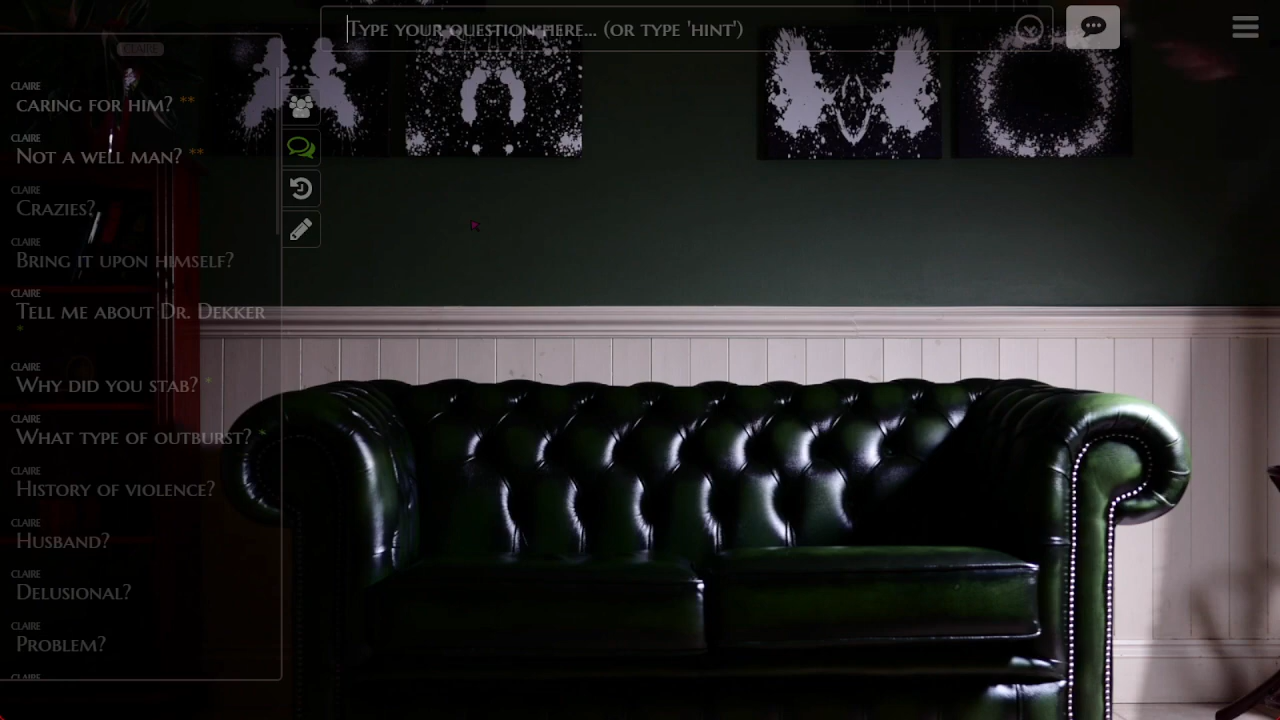 Type your question here... (or type 'hint')
CLAIRE
CLAIRE
caring for him? **
CLAIRE
Not a well man? **
CLAIRE
Crazies?
CLAIRE
Bring it upon himself?
CLAIRE
Tell me about Dr. Dekker
*
CLAIRE
Why did you stab? *
CLAIRE
What type of outburst?
CLAIRE
History of violence?
CLAIRE
Husband?
CLAIRE
Delusional?
CLAIRE
Problem?
CLAIRE